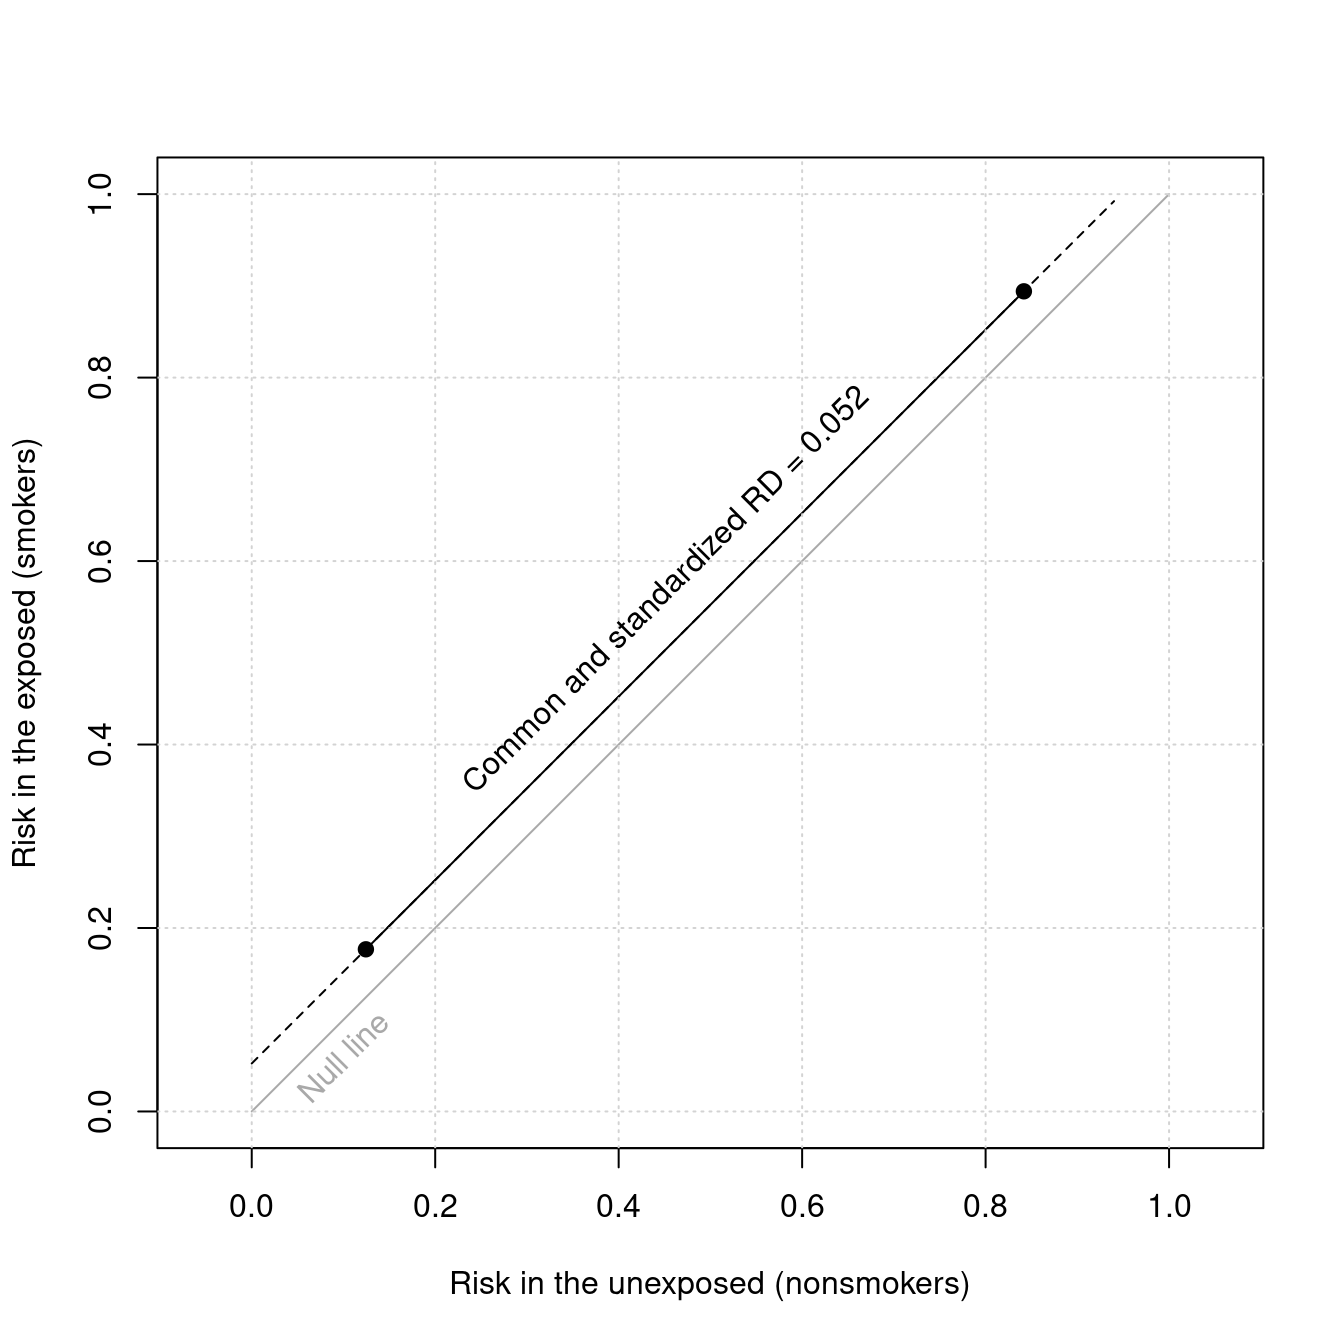 Risk in the exposed (smokers)
1.0
0.8
0.6
0.4
0.2
0.0
Common and standardized RD = 0.052
Null line
0.0 0.2 0.4 0.6 0.8 1.0
Risk in the unexposed (nonsmokers)